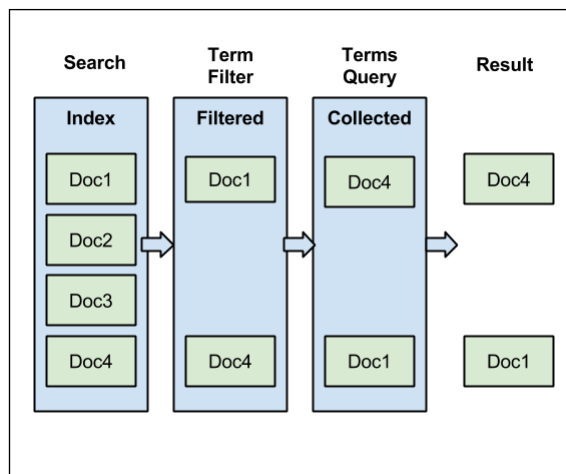 Search
Term
Filter
Terms
Query
Result
Index
Filtered
Collected
Doc1
Doc2
Doc3
Doc4
Doc1
Doc4
Doc4
Doc1
Doc4
Doc1